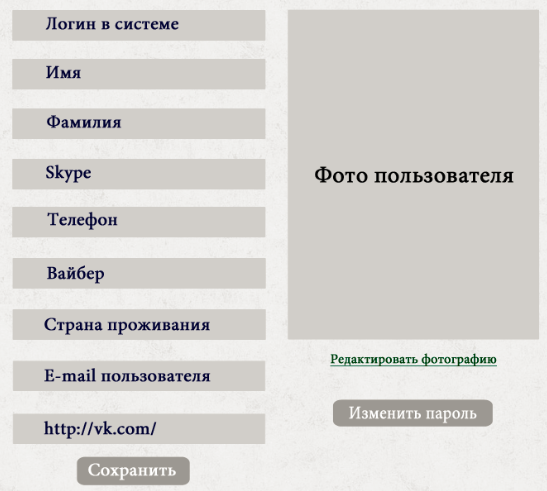 Логин в системе
Имя
Фамилия
Skype
Телефон
Вайбер
Страна проживания
E-mail пользователя
http://vk.com/
Сохранить
Фото пользователя
Редактировать фотографию
Изменить пароль